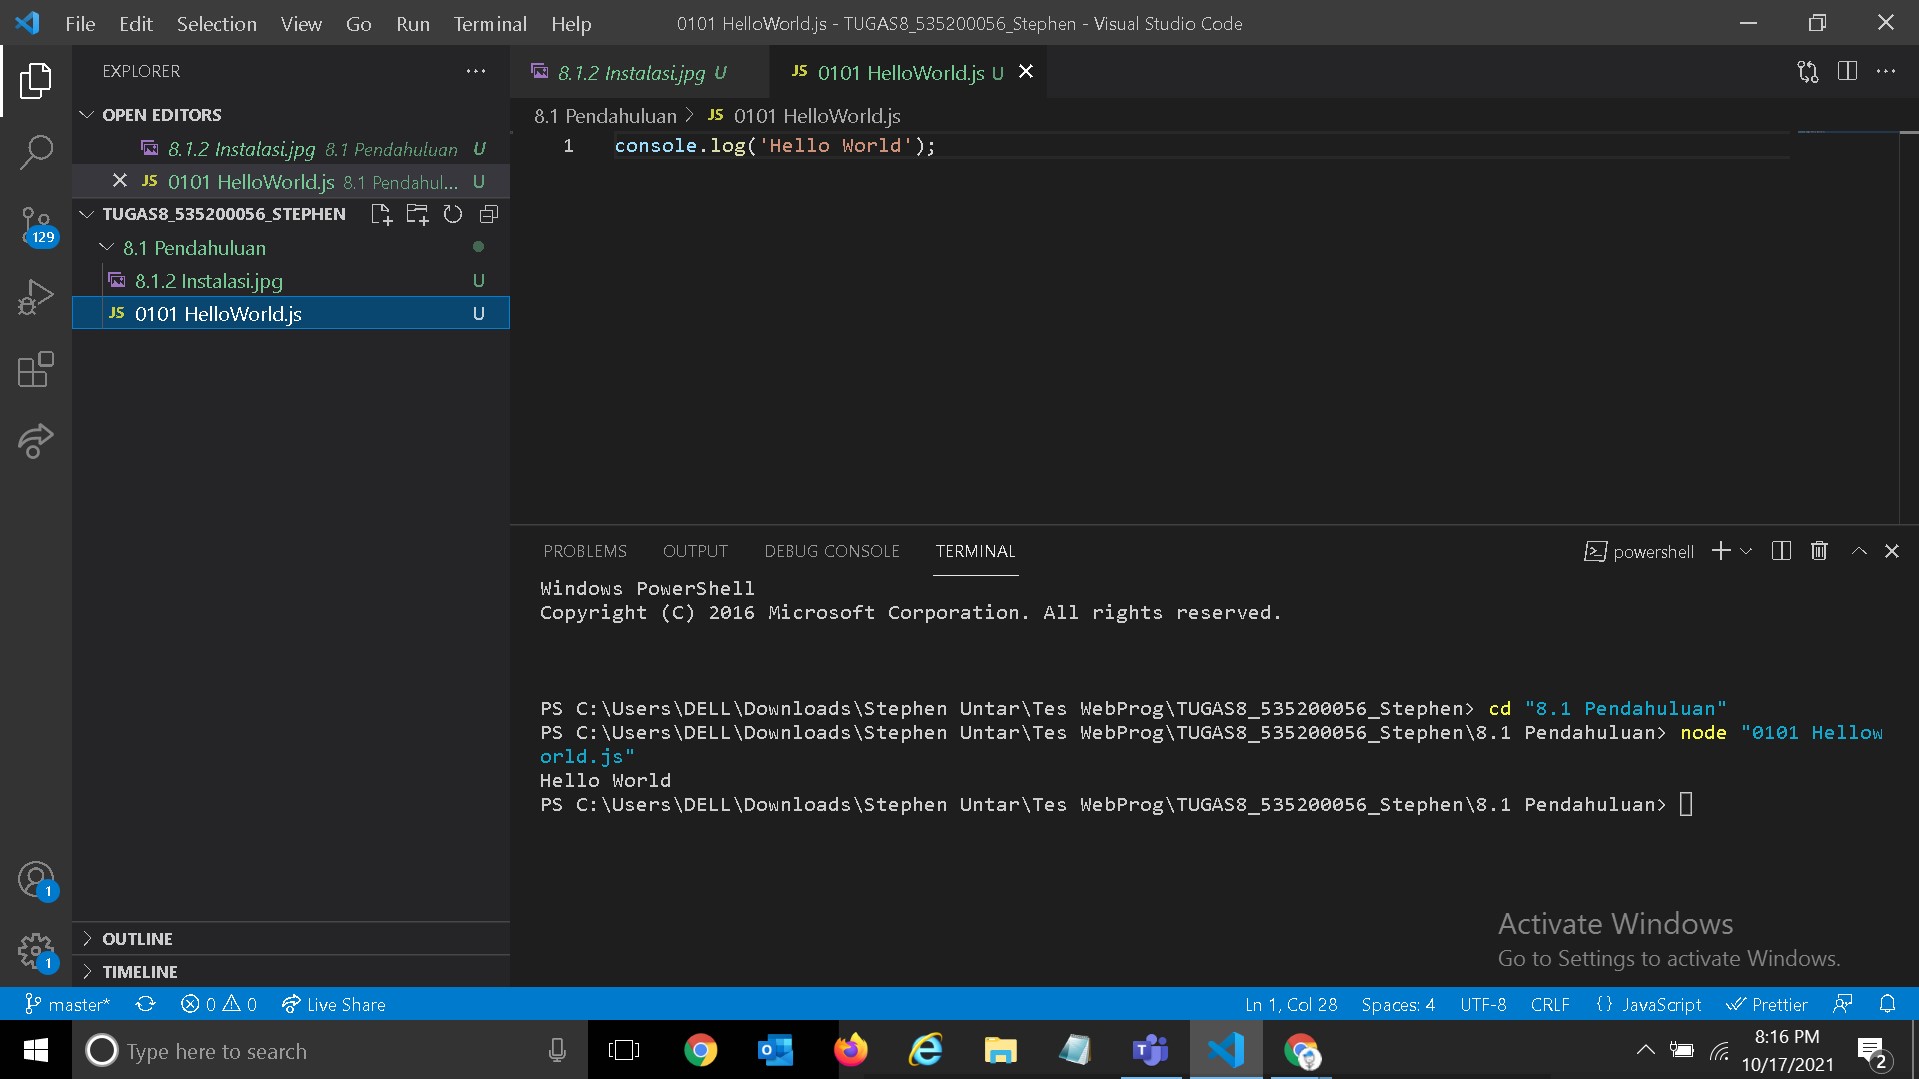 File Edit Selection View Go Run Terminal Help 0101 HelloWorld.js - TUGAS8_535200056_Stephen - Visual Studio Code
EXPLORER
OPEN EDITORS
8.1.2 Instalasi.jpg 8.1 Pendahuluan U
JS 0101 HelloWorld.js 8.1 Pendahul... U
TUGAS8_535200056_STEPHEN
8.1 Pendahuluan
8.1.2 Instalasi.jpg U
JS 0101 HelloWorld.js U
129
1
1
OUTLINE
TIMELINE
8.1.2 Instalasi.jpg U JS 0101 HelloWorld.js U
8.1 Pendahuluan > JS 0101 HelloWorld.js
1 console.log('Hello World');
PROBLEMS OUTPUT DEBUG CONSOLE TERMINAL powershell
Windows PowerShell
Copyright (C) 2016 Microsoft Corporation. All rights reserved.
PS C:\Users\DELL\Downloads\Stephen Untar\Tes WebProg\TUGAS8_535200056_Stephen> cd "8.1 Pendahuluan"
PS C:\Users\DELL\Downloads\Stephen Untar\Tes WebProg\TUGAS8_535200056_Stephen\8.1 Pendahuluan> node "0101 Hellow
orld.js"
Hello World
PS C:\Users\DELL\Downloads\Stephen Untar\Tes WebProg\TUGAS8_535200056_Stephen\8.1 Pendahuluan>
Activate Windows
Go to Settings to activate Windows.
master* 0 0 Live Share Ln 1, Col 28 Spaces: 4 UTF-8 CRLF {} JavaScript Prettier
Type here to search
8:16 PM
10/17/2021
2